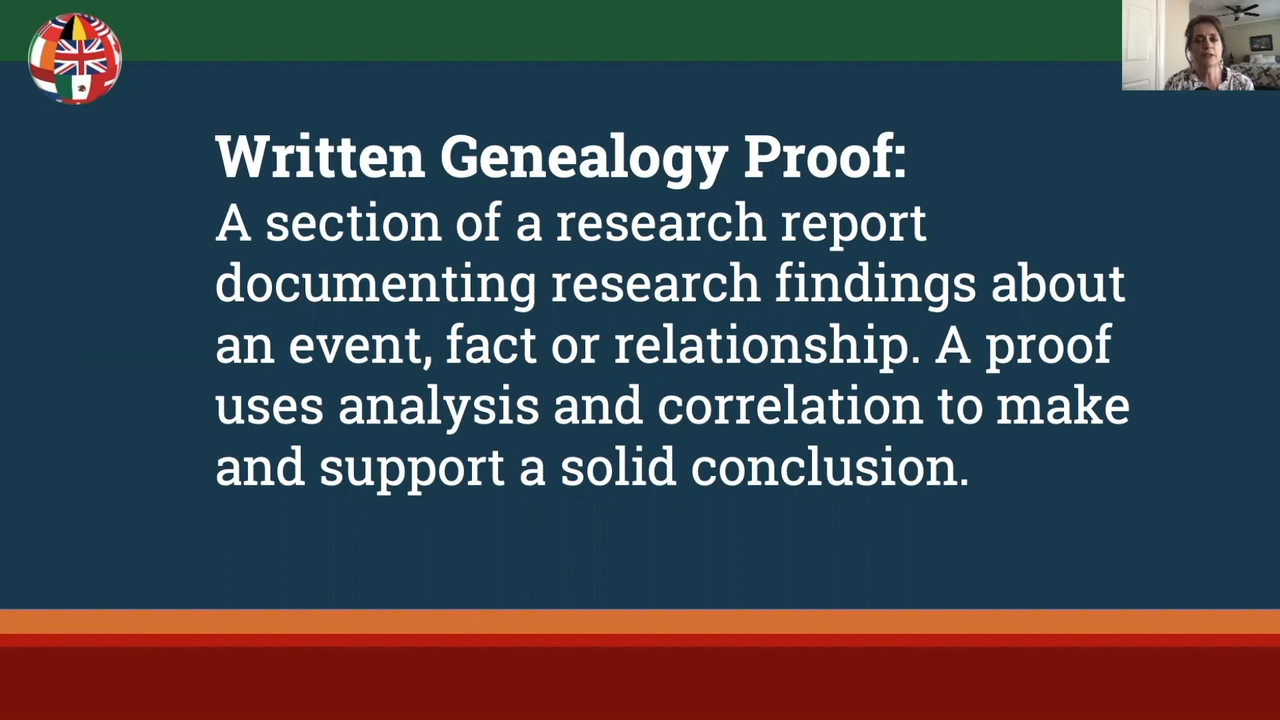 Written Genealogy Proof:
A section of a research report
documenting research findings about
an event, fact or relationship. A proof
uses analysis and correlation to make
and support a solid conclusion.